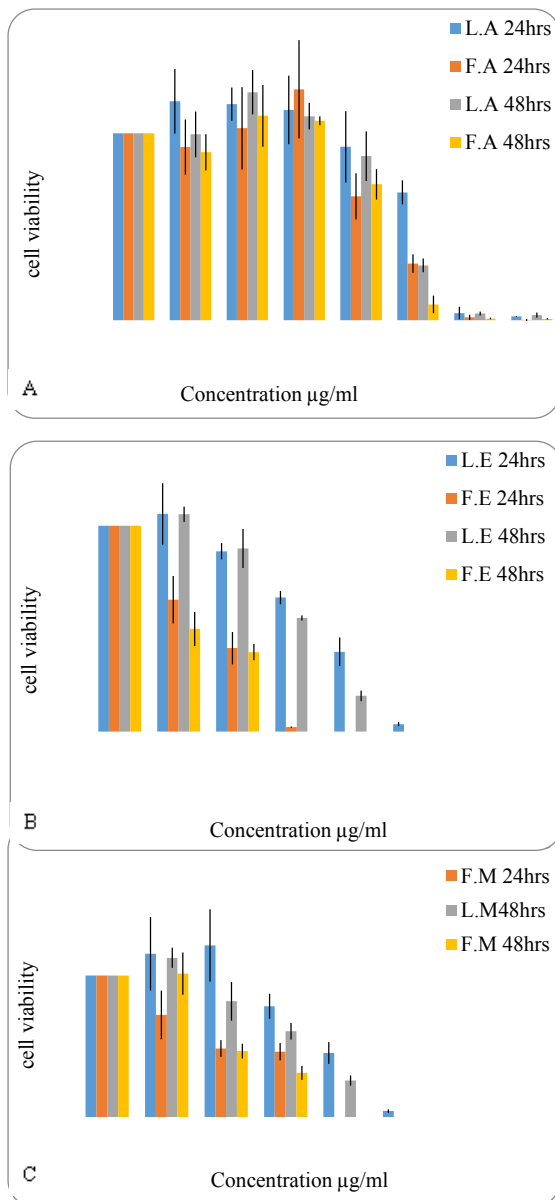 L.A 24hrs
F.A 24hrs
L.A 48hrs
F.A 48hrs
cell viability
A
Concentration µg/ml
L.E 24hrs
F.E 24hrs
L.E 48hrs
F.E 48hrs
cell viability
B
Concentration µg/ml
F.M 24hrs
L.M48hrs
F.M 48hrs
cell viability
C
Concentration µg/ml